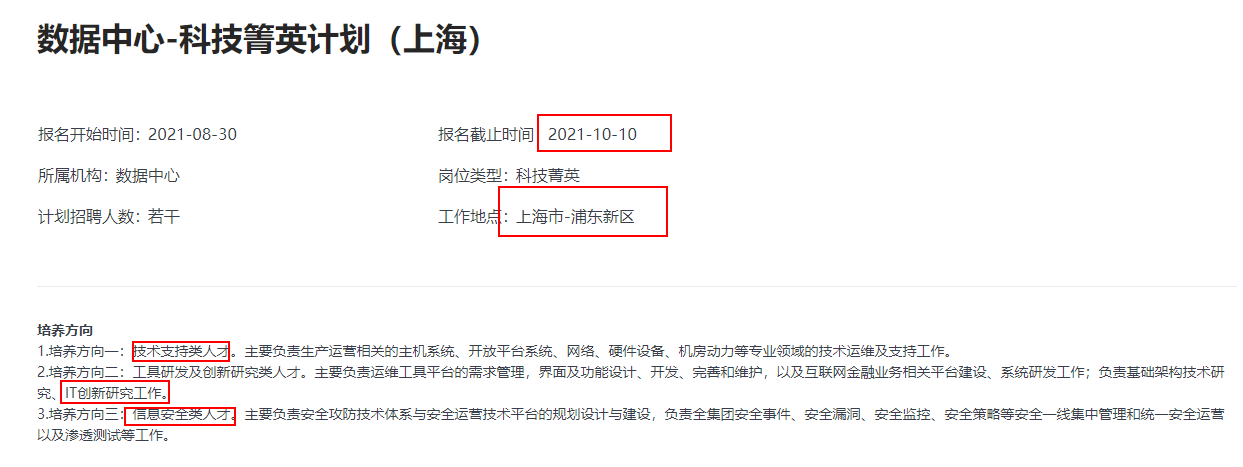 数据中心-科技箐英计划（上海）
报名开始时间：2021-08-30
报名截止时间 2021-10-10
所属机构：数据中心
岗位类型：科技菁英
计划招聘人数：若干
工作地点：上海市-浦东新区
培养方向
1.培养方向一：技术支持类人才。主要负责生产运营相关的主机系统、开放平台系统、网络、硬件设备、机房动力等专业领域的技术运维及支持工作。
2.培养方向二：工具研发及创新研究类人才。主要负责运维工具平台的需求管理，界面及功能设计、开发、完善和维护，以及互联网金融业务相关平台建设、系统研发工作；负责基础架构技术研
究、IT创新研究工作。
3.培养方向三：信息安全类人才。主要负责安全攻防技术体系与安全运营技术平台的规划设计与建设，负责全集团安全事件、安全漏洞、安全监控、安全策略等安全一线集中管理和统一安全运营
以及渗透测试等工作。